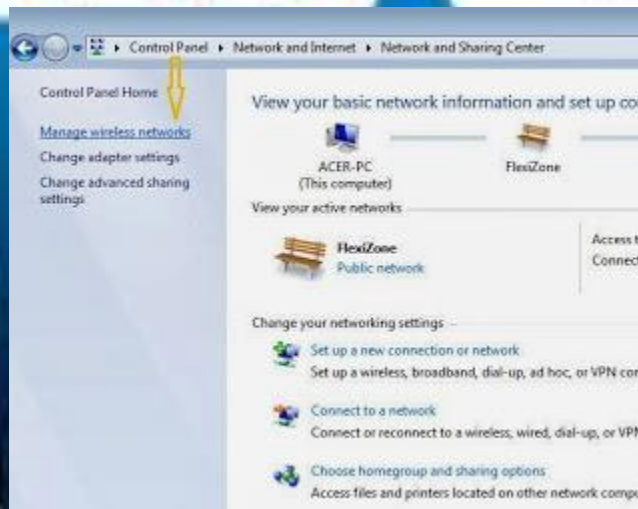 Control Panel ▸ Network and Internet ▸ Network and Sharing Center
Control Panel Home
Manage wireless networks
Change adapter settings
Change advanced sharing
settings
View your basic network information and set up co
ACER-PC
(This computer)
FlexiZone
View your active networks
FlexiZone
Public network
Access t
Connect
Change your networking settings
Set up a new connection or network
Set up a wireless, broadband, dial-up, ad hoc, or VPN con
Connect to a network
Connect or reconnect to a wireless, wired, dial-up, or VPN
Choose homegroup and sharing options
Access files and printers located on other network compu